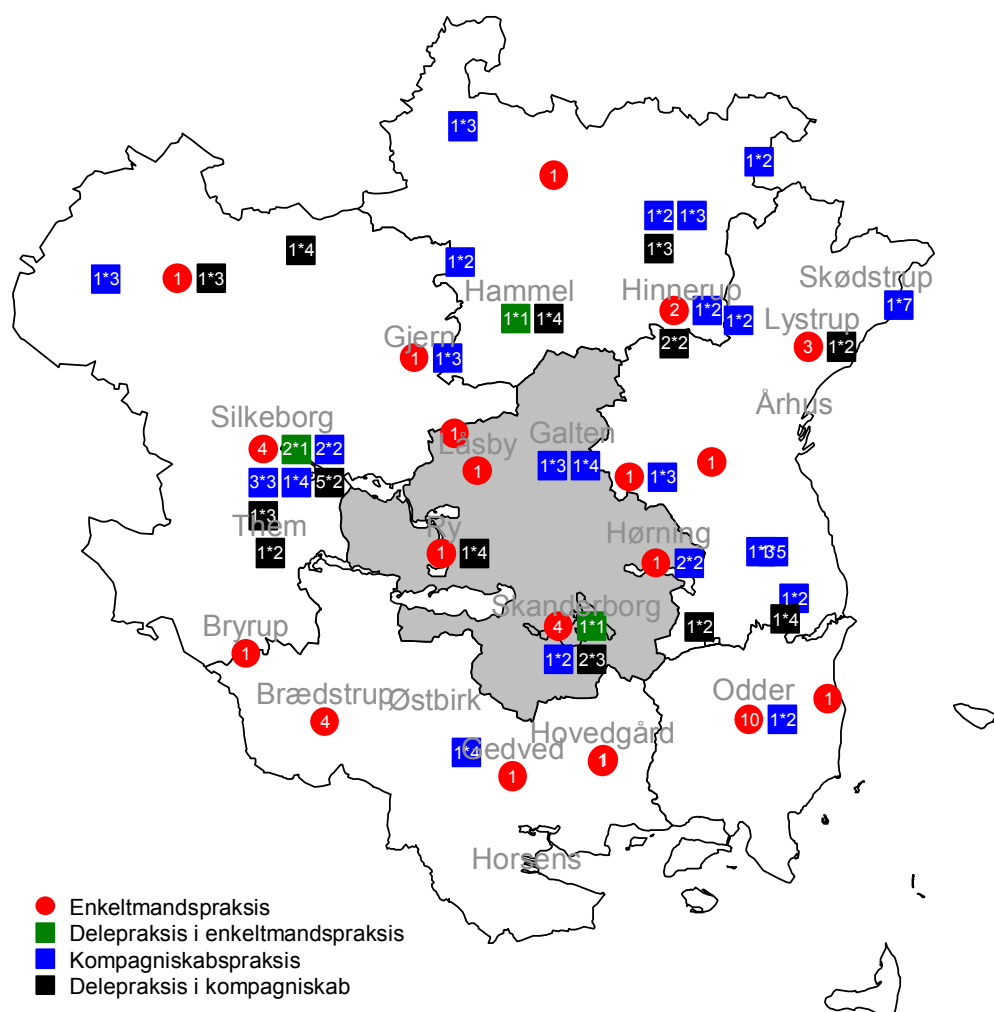 1*3
1*2
1
1*2 1*3
1*3
1*4
1*2
Skødstrup
1*3 1 1*3
Hammel
Hinnerup
1*7
1*1 1*4
2 1*2 1*2
Lystrup
Gjern
2*2
3 1*2
1 1*3
Århus
Silkeborg
1
Galten
4 2*1 2*2
Låsby
1
1*3 1*4
1
3*3 1*4 5*2
1 1*3
1*3
Them
Ry
Hørning
1*2
1 1*4
1 2*2
1*3
1*2
Skanderborg
1*4
Bryrup
4 1*1
1*2
1
1*2 2*3
Brædstrup
Østbirk
Odder
1
4
10 1*2
Hovedgård
1*4
Gedved
1
1
Horsens
Enkeltmandspraksis
Delepraksis i enkeltmandspraksis
Kompagniskabspraksis
Delepraksis i kompagniskab